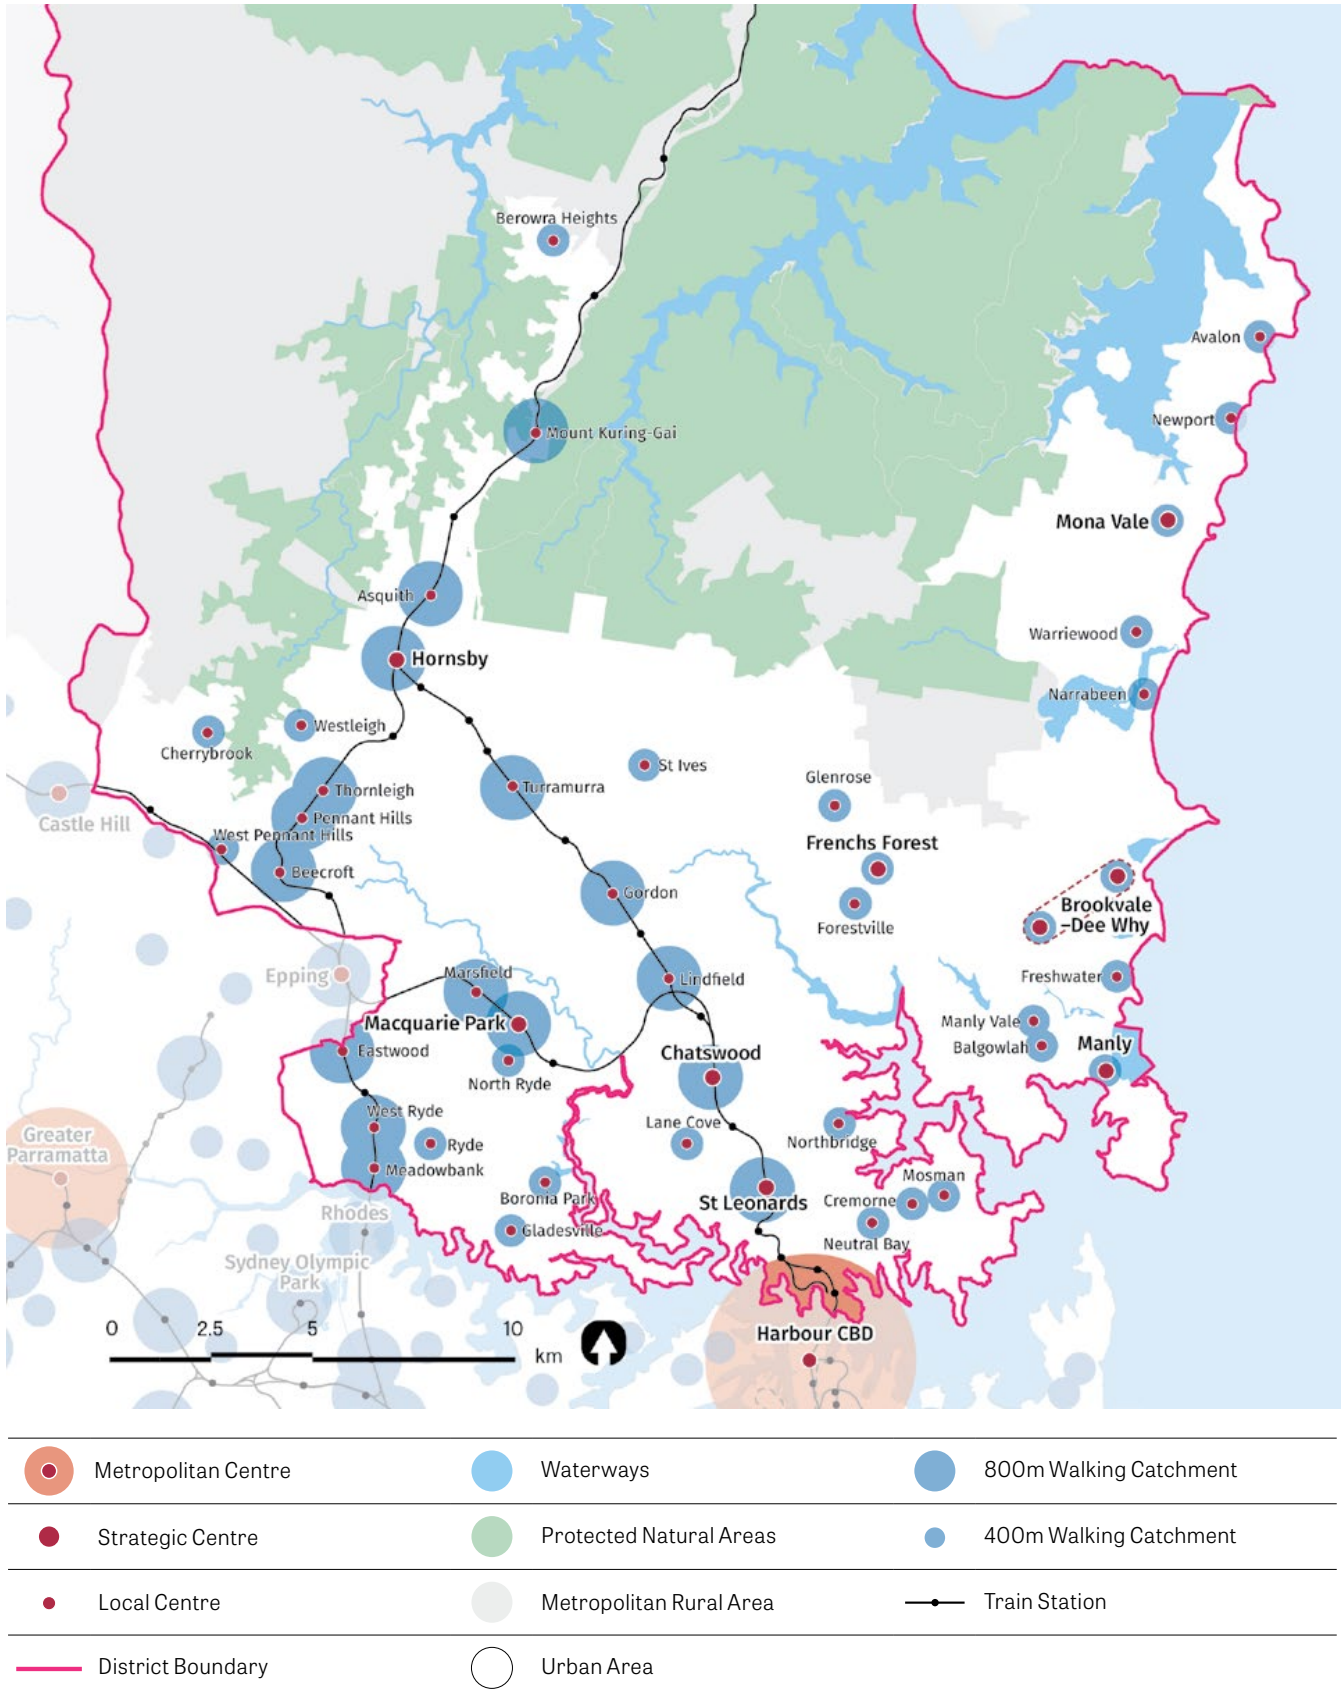 Berowra Heights
Avalon
Newport
Mount Kuring-Gai
Mona Vale
Asquith
Warriewood
Hornsby
Narrabeen
Westleigh
Cherrybrook
St Ives
Glenrose
Thornleigh
Turramurra
Pennant Hills
Castle Hill
West Pennant Hills
Frenchs Forest
Beecroft
Gordon
Brookvale
–Dee Why
Forestville
Epping
Marsfield
Lindfield
Freshwater
Macquarie Park
Manly Vale
Balgowlah
Manly
Eastwood
Chatswood
North Ryde
West Ryde
Lane Cove
Northbridge
Greater
Parramatta
Ryde
Meadowbank
Mosman
Boronia Park
St Leonards
Cremorne
Rhodes
Gladesville
Neutral Bay
Sydney Olympic
Park
0 2.5 5 10
km
Harbour CBD
Metropolitan Centre
Waterways
800m Walking Catchment
Strategic Centre
Protected Natural Areas
400m Walking Catchment
Local Centre
Metropolitan Rural Area
Train Station
District Boundary
Urban Area